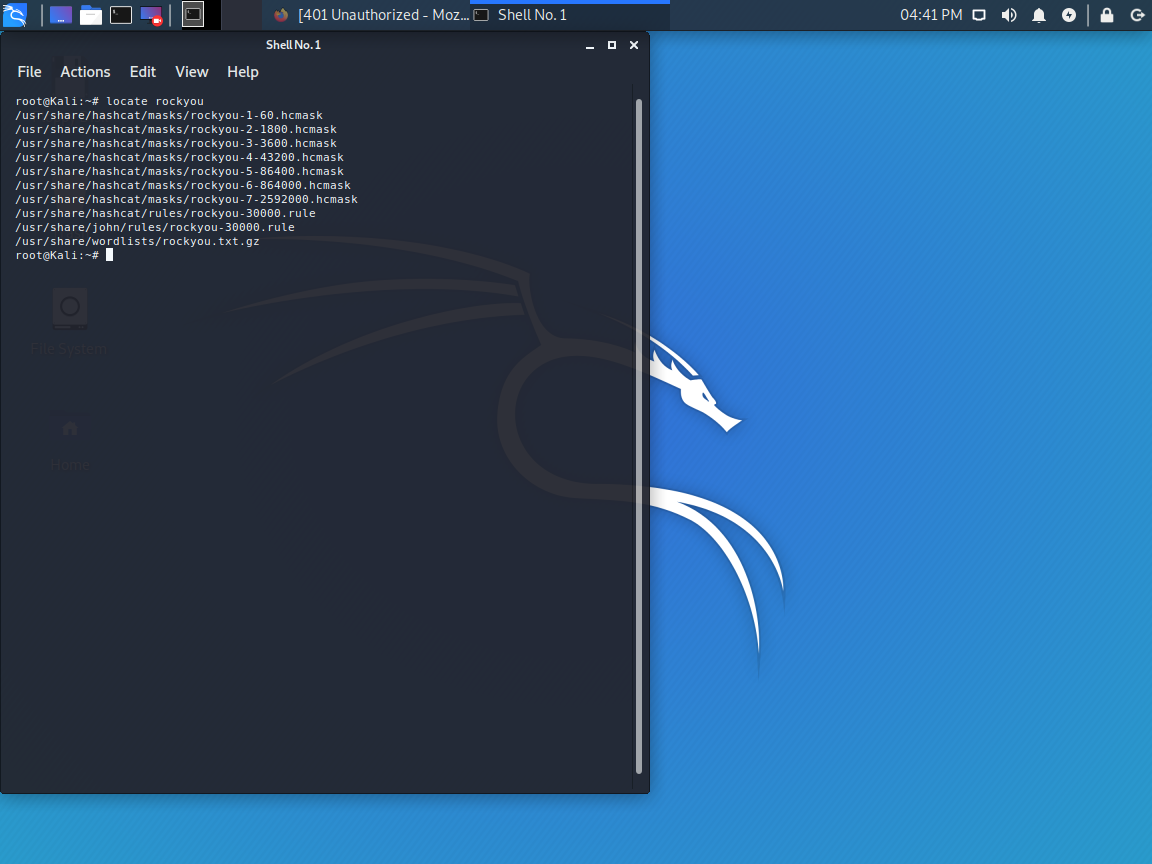 [401 Unauthorized - Moz...
Shell No. 1
04:41 PM
Shell No. 1
File Actions Edit View Help
root@Kali:~# locate rockyou
/usr/share/hashcat/masks/rockyou-1-60.hcmask
/usr/share/hashcat/masks/rockyou-2-1800.hcmask
/usr/share/hashcat/masks/rockyou-3-3600.hcmask
/usr/share/hashcat/masks/rockyou-4-43200.hcmask
/usr/share/hashcat/masks/rockyou-5-86400.hcmask
/usr/share/hashcat/masks/rockyou-6-864000.hcmask
/usr/share/hashcat/masks/rockyou-7-2592000.hcmask
/usr/share/hashcat/rules/rockyou-30000.rule
/usr/share/john/rules/rockyou-30000.rule
/usr/share/wordlists/rockyou.txt.gz
root@Kali:~#
File System
Home